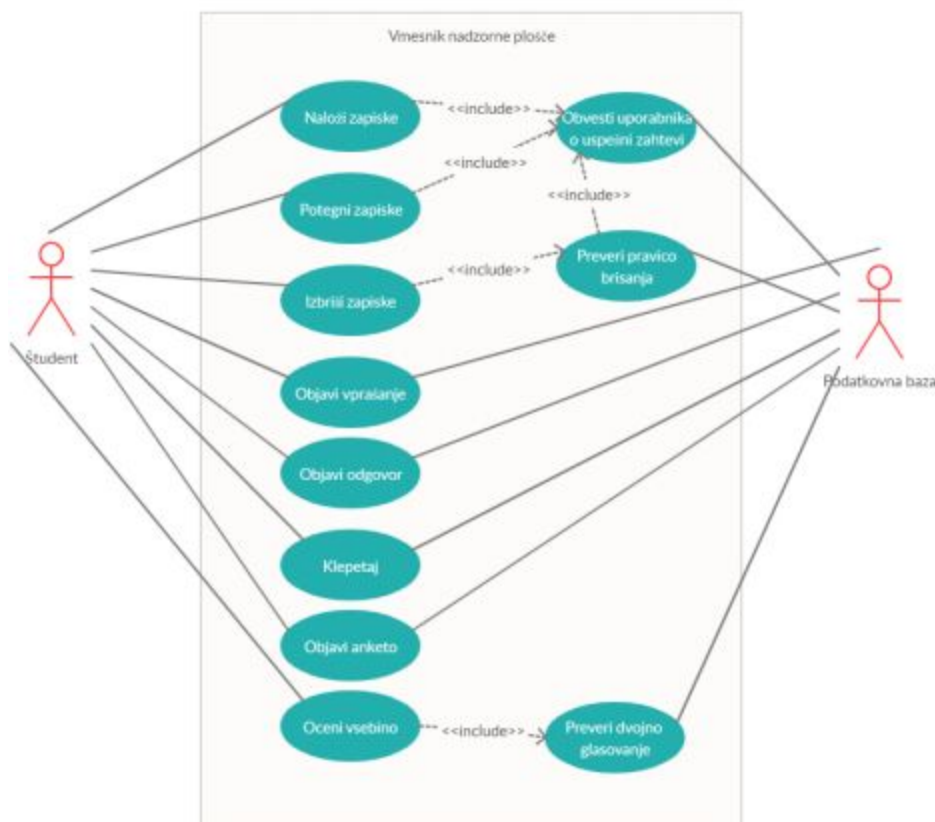 Vmesnik nadzorne plošče
Naloži zapiske
<<include>>
Obvesti uporabnika
o uspešni zahtevi
<<include>>
Potegni zapiske
<<include>>
Izbriši zapiske
<<include>>
Preveri pravico
brisanja
Študent
Podatkovna baza
Objavi vprašanje
Objavi odgovor
Klepetaj
Objavi anketo
Oceni vsebino
<<include>>
Preveri dvojno
glasovanje